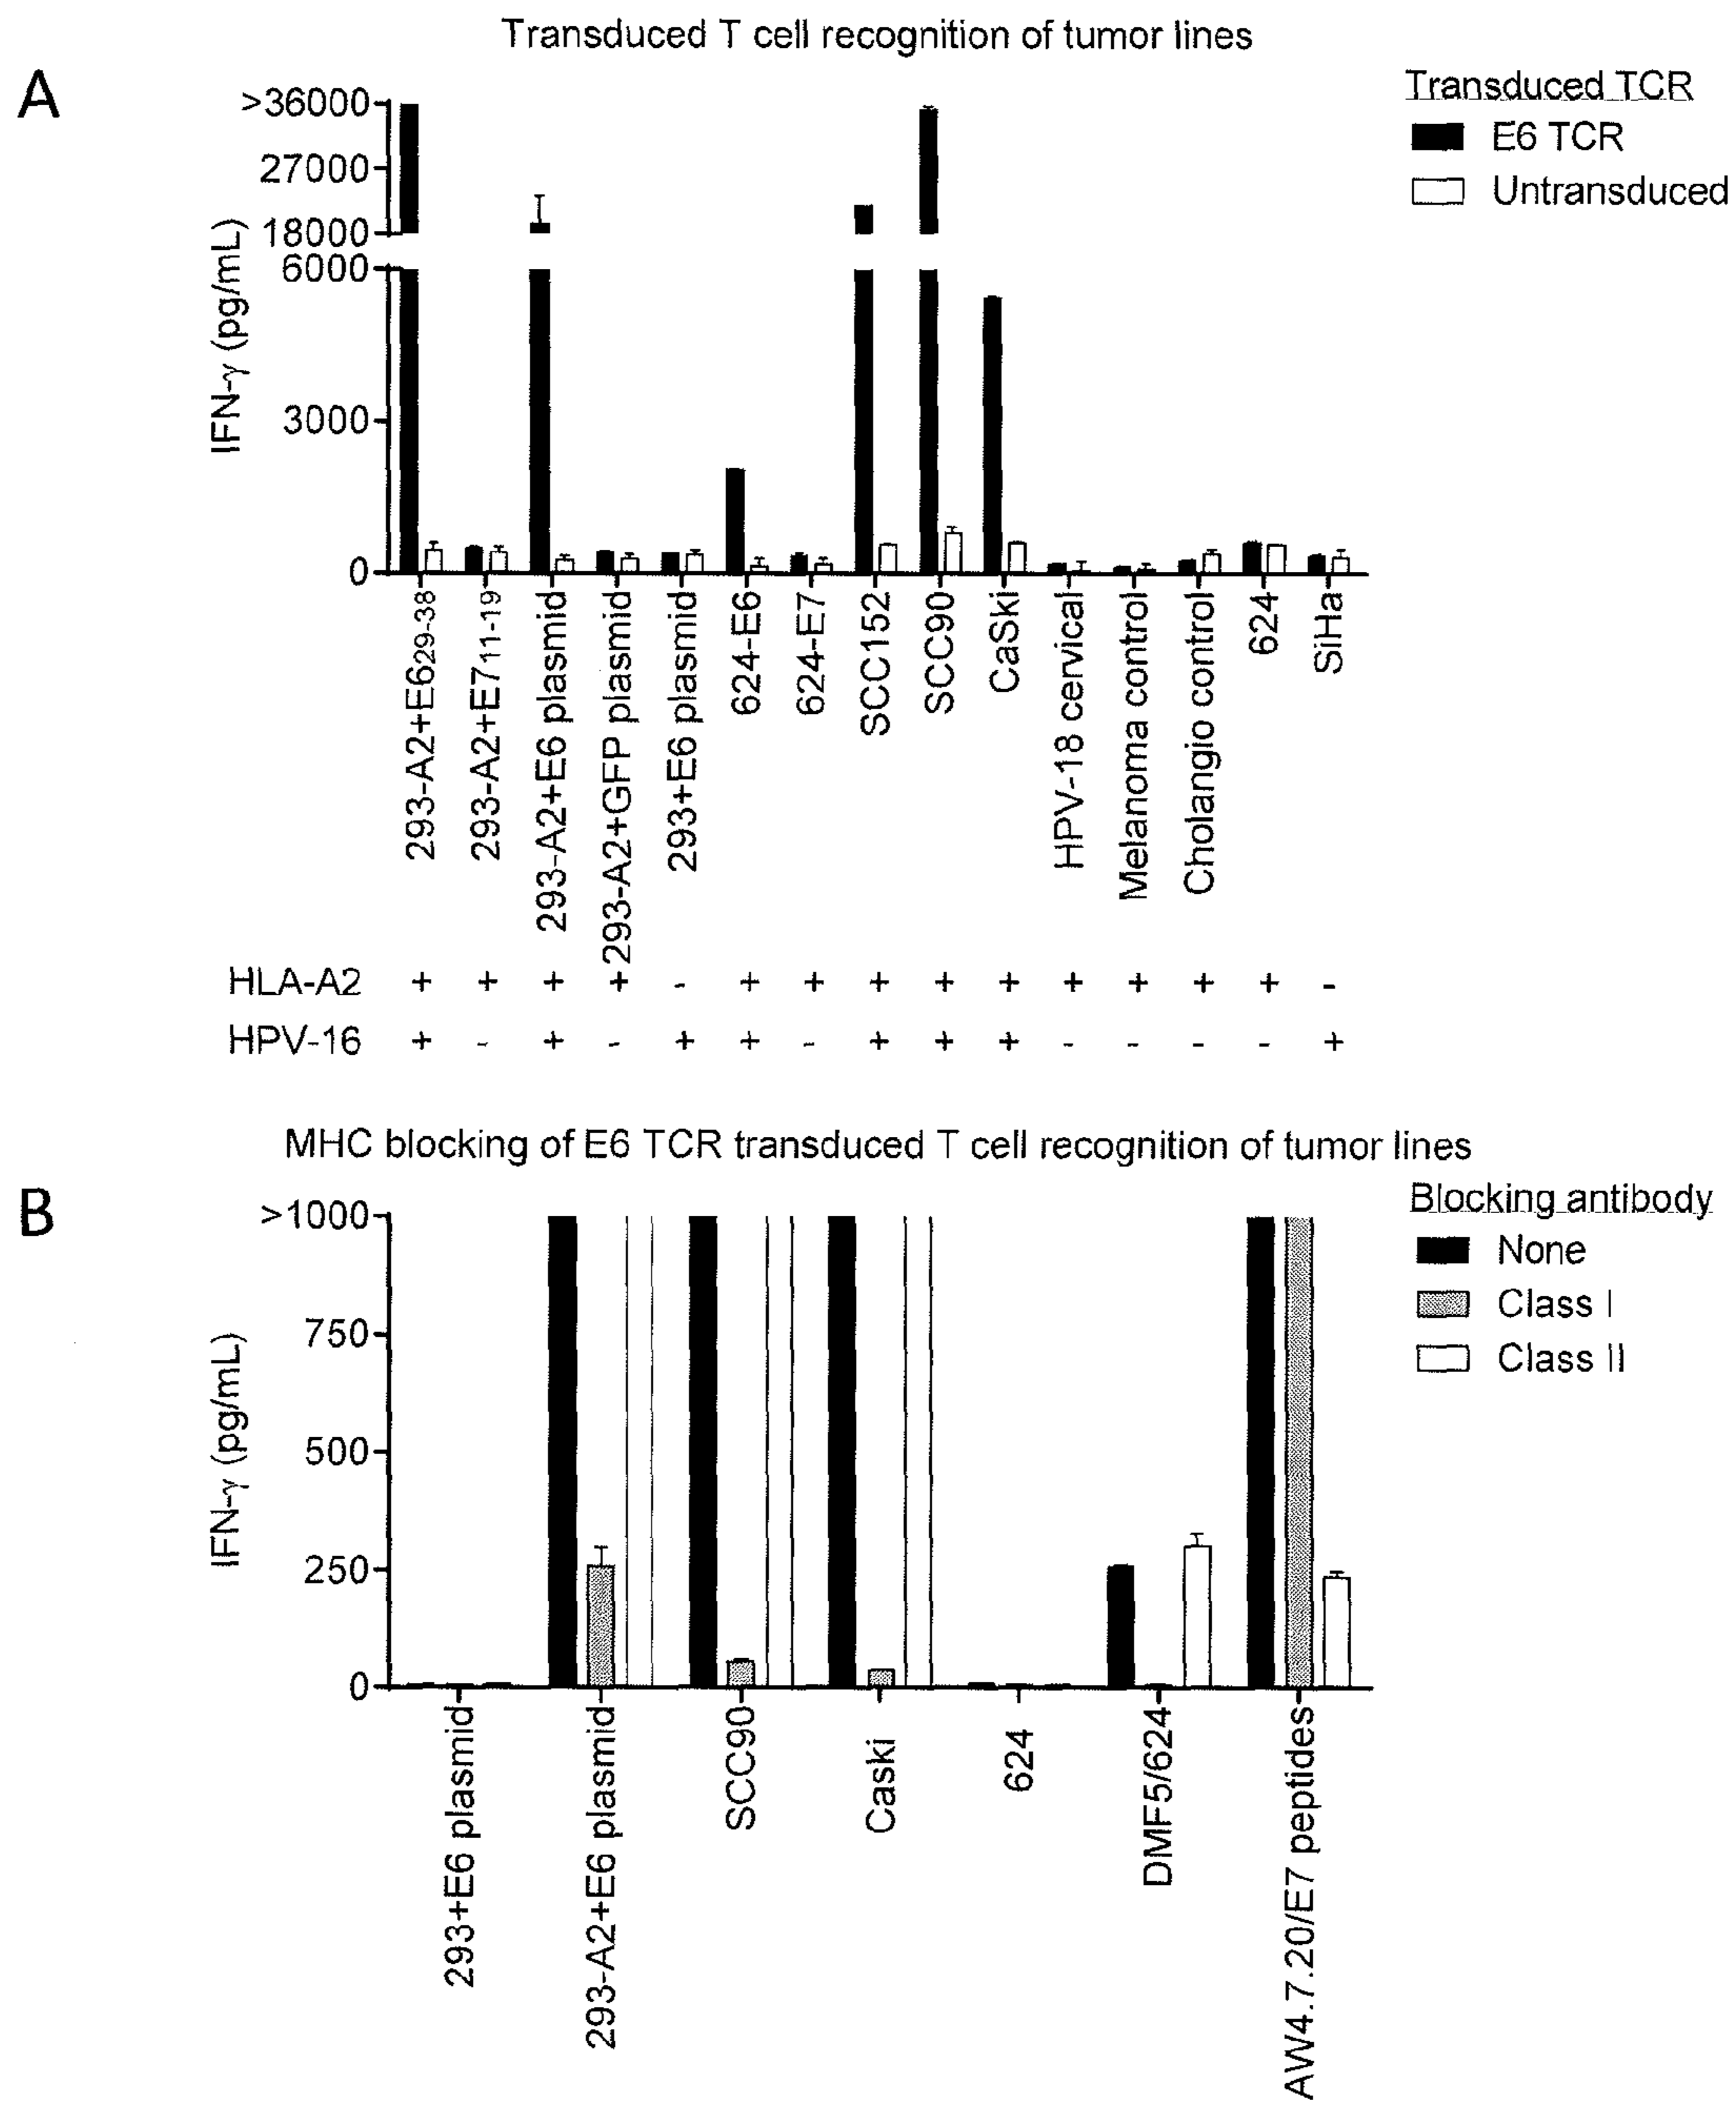 Transduced T cell recognition of tumor lines
A
Transduced TCR
E6 TCR
Untransduced
IFN-γ (pg/mL)
>36000
27000
18000
6000
3000
0
293-A2+E629-38
293-A2+E711-19
293-A2+E6 plasmid
293-A2+GFP plasmid
293+E6 plasmid
624-E6
624-E7
SCC152
SCC90
CaSki
HPV-18 cervical
Melanoma control
Cholangio control
624
SiHa
HLA-A2 + + + + - + + + + + + + + + -
HPV-16 + - + - + + - + + + - - - - +
MHC blocking of E6 TCR transduced T cell recognition of tumor lines
B
Blocking antibody
None
Class I
Class II
IFN-γ (pg/mL)
>1000
750
500
250
0
293+E6 plasmid
293-A2+E6 plasmid
SCC90
Caski
624
DMF5/624
AW4.7.20/E7 peptides